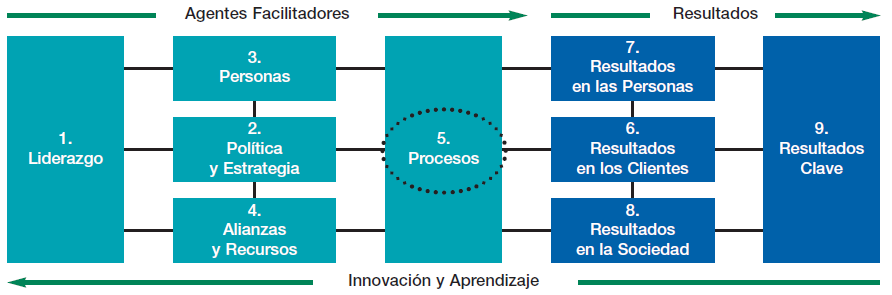 Agentes Facilitadores
Resultados
1.
Liderazgo
3.
Personas
2.
Política
y Estrategia
4.
Alianzas
y Recursos
5.
Procesos
7.
Resultados
en las Personas
6.
Resultados
en los Clientes
8.
Resultados
en la Sociedad
9.
Resultados
Clave
Innovación y Aprendizaje